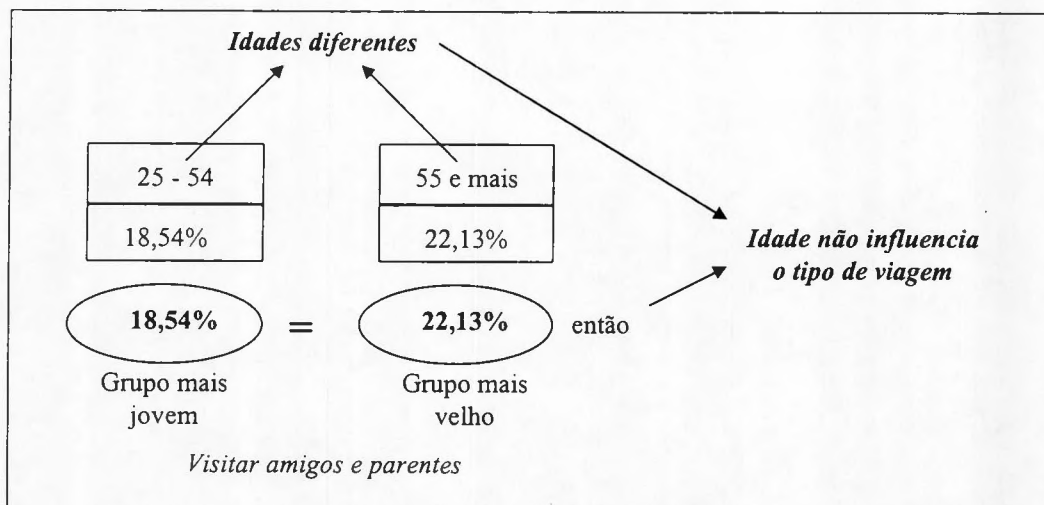 Idades diferentes
25 - 54
55 e mais
18,54%
22,13%
Idade não influencia
o tipo de viagem
18,54%
=
22,13%
então
Grupo mais
jovem
Grupo mais
velho
Visitar amigos e parentes